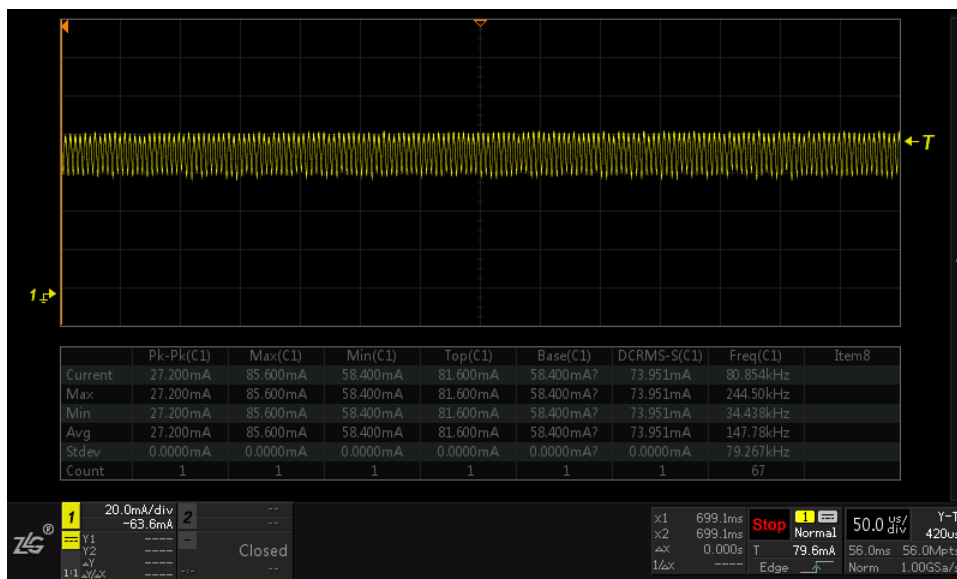 T
1
Pk-Pk(C1) Max(C1) Min(C1) Top(C1) Base(C1) DCRMS-S(C1) Freq(C1) Item8
Current 27.200mA 85.600mA 58.400mA 81.600mA 58.400mA? 73.951mA 80.854kHz
Max 27.200mA 85.600mA 58.400mA 81.600mA 58.400mA? 73.951mA 244.50kHz
Min 27.200mA 85.600mA 58.400mA 81.600mA 58.400mA? 73.951mA 34.438kHz
Avg 27.200mA 85.600mA 58.400mA 81.600mA 58.400mA? 73.951mA 147.78kHz
Stdev 0.0000mA 0.0000mA 0.0000mA 0.0000mA 0.0000mA? 0.0000mA 79.267kHz
Count 1 1 1 1 1 1 67
ZLG®
1 20.0mA/div
-63.6mA
Y1 ----
Y2 ----
△Y ----
1:1 △Y/△X ----
2 --
--
-
Closed
-:- --
x1 699.1ms
x2 699.1ms
△X 0.000s
1/△X ----
Stop 1 Normal
T 79.6mA
Edge
50.0 us/div Y-T
420us
56.0ms 56.0Mpts
Norm 1.00GSa/s